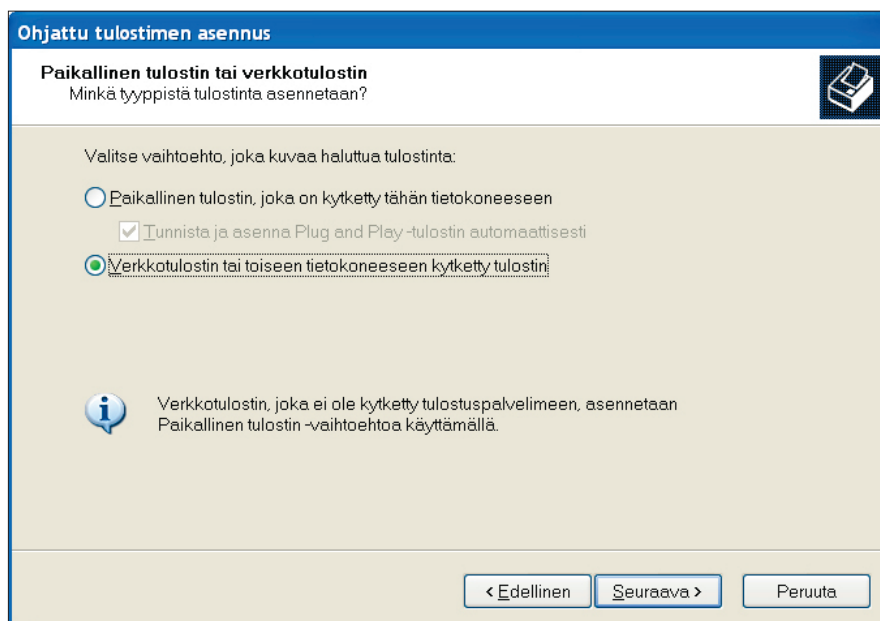 Ohjattu tulostimen asennus
Paikallinen tulostin tai verkkotulostin
Minkä tyyppistä tulostinta asennetaan?
Valitse vaihtoehto, joka kuvaa haluttua tulostinta:
Paikallinen tulostin, joka on kytketty tähän tietokoneeseen
Tunnista ja asenna Plug and Play -tulostin automaattisesti
Verkkotulostin tai toiseen tietokoneeseen kytketty tulostin
Verkkotulostin, joka ei ole kytketty tulostuspalvelimeen, asennetaan
Paikallinen tulostin -vaihtoehtoa käyttämällä.
< Edellinen Seuraava > Peruuta